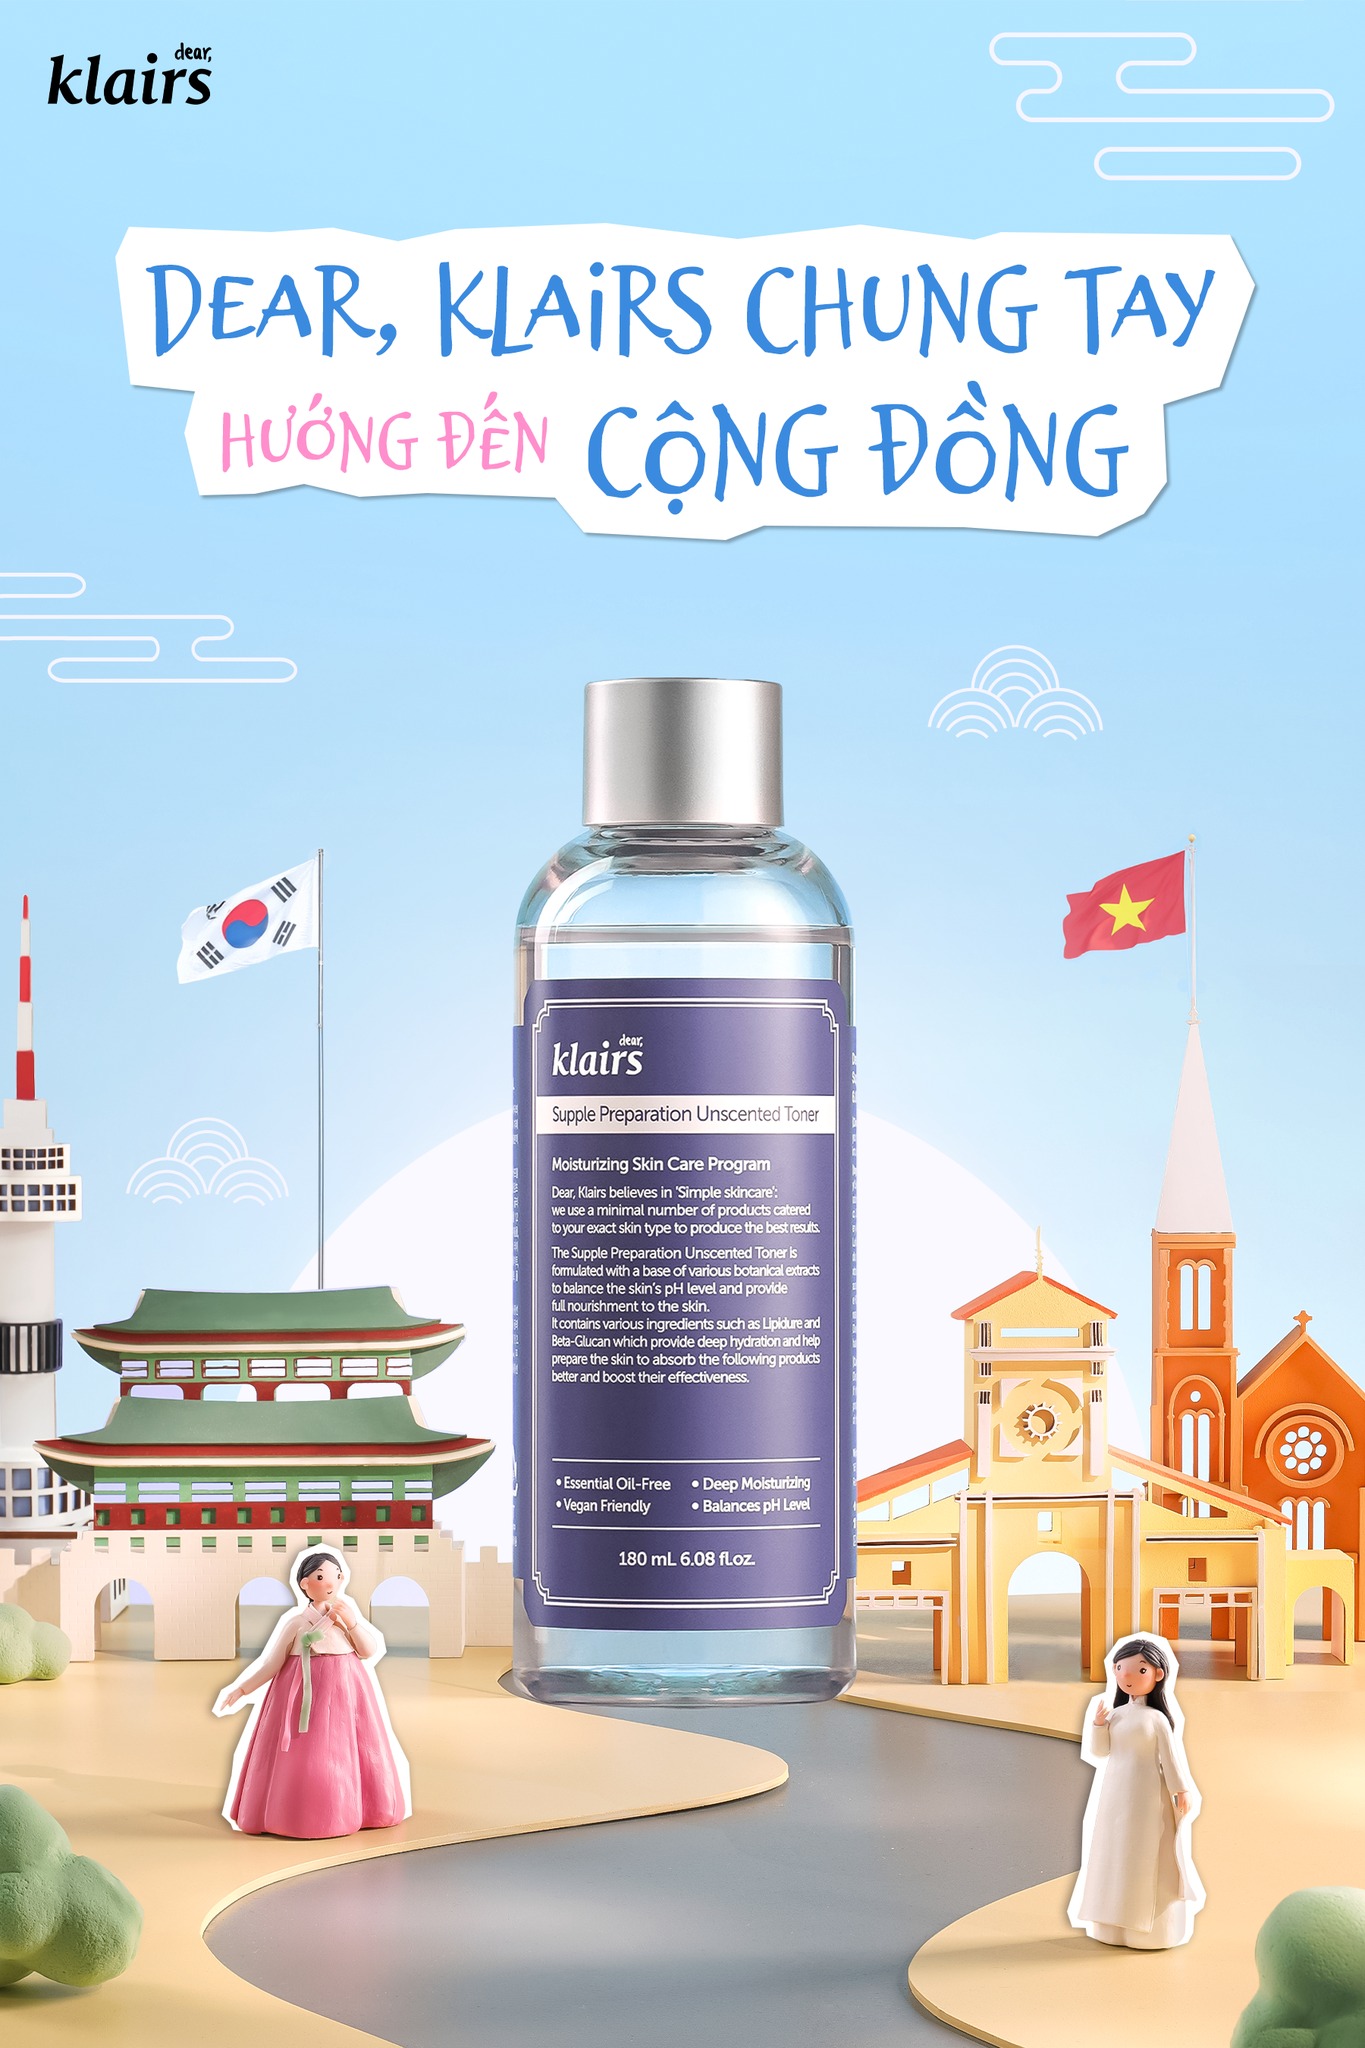 dear,
klairs
DEAR, KLAiRS CHUNG TAY
HƯỚNG ĐẾN CỘNG ĐỒNG
dear,
klairs
Supple Preparation Unscented Toner
Moisturizing Skin Care Program
Dear, Klairs believes in 'Simple skincare':
we use a minimal number of products catered
to your exact skin type to produce the best results.
The Supple Preparation Unscented Toner is
formulated with a base of various botanical extracts
to balance the skin's pH level and provide
full nourishment to the skin.
It contains various ingredients such as Lipidure and
Beta-Glucan which provide deep hydration and help
prepare the skin to absorb the following products
better and boost their effectiveness.
• Essential Oil-Free • Deep Moisturizing
• Vegan Friendly • Balances pH Level
180 mL 6.08 fl.oz.